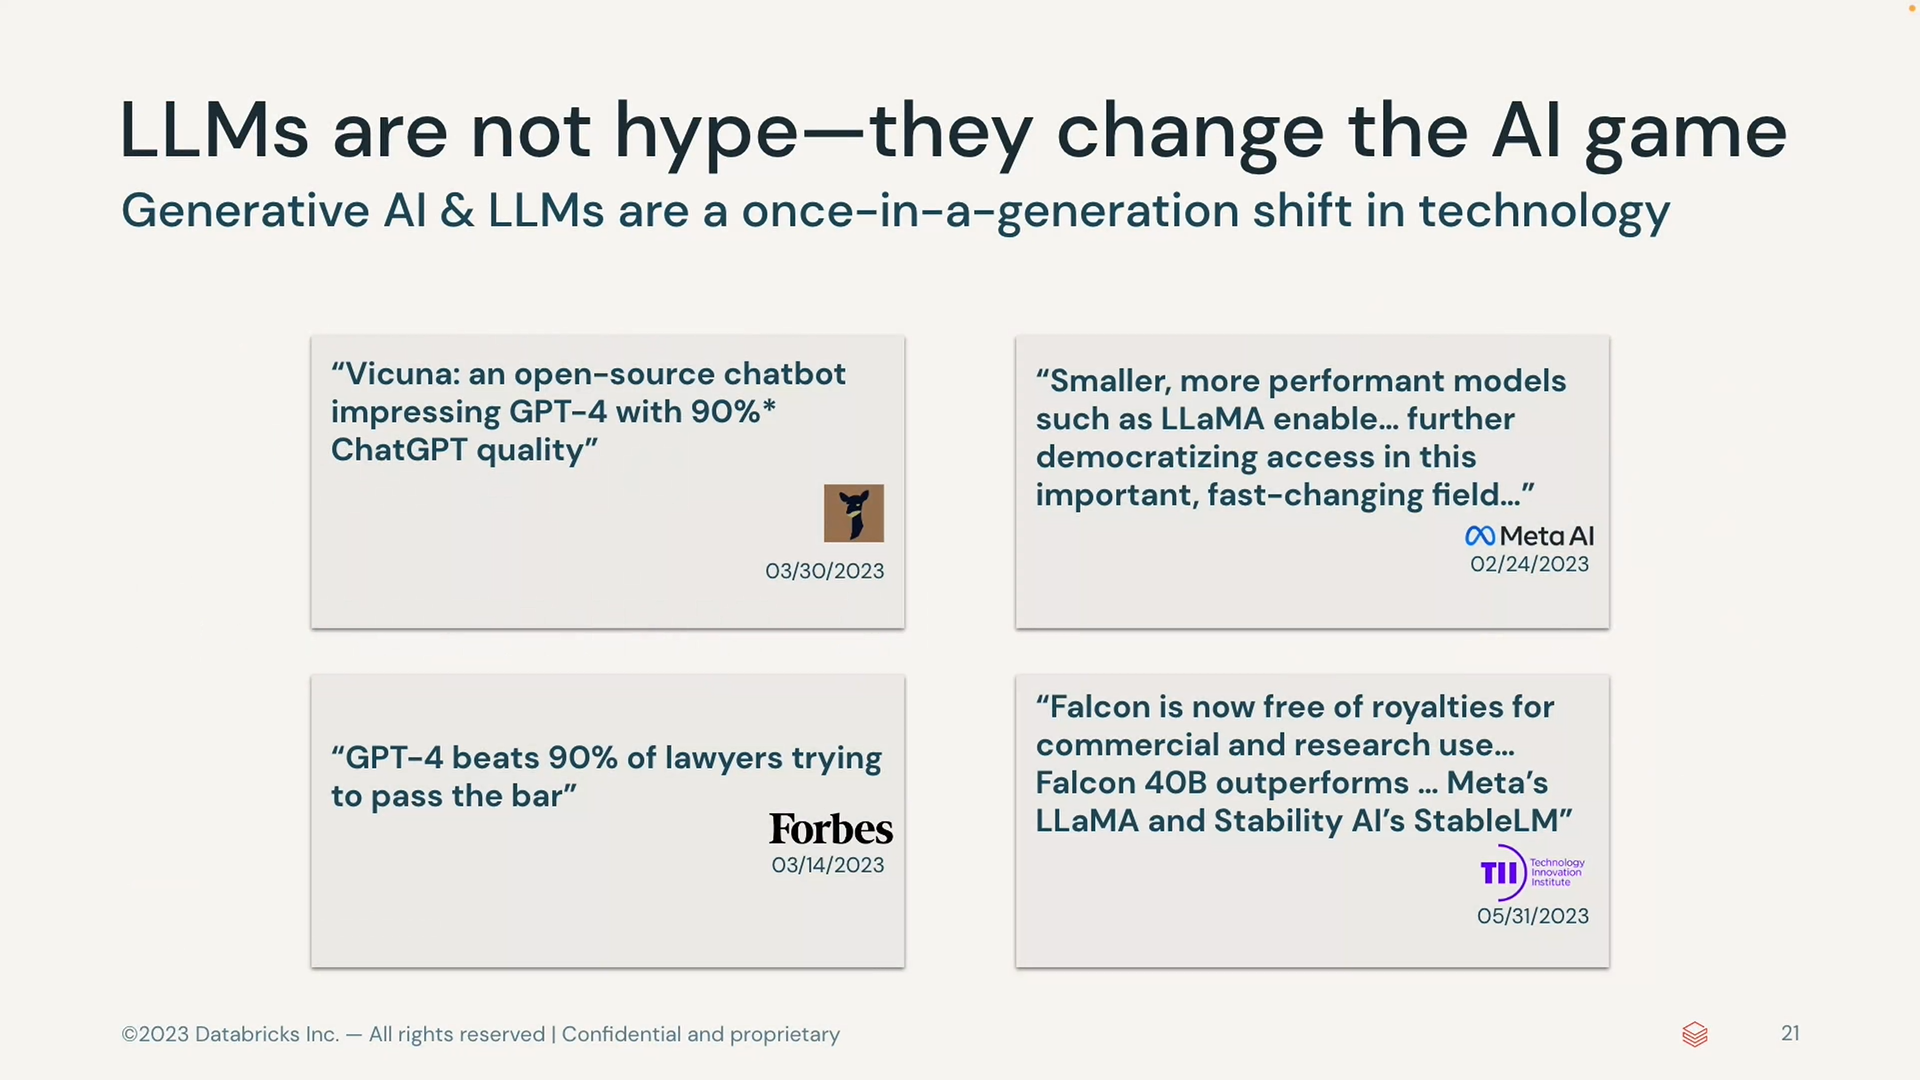 LLMs are not hype—they change the AI game
Generative AI & LLMs are a once-in-a-generation shift in technology
“Vicuna: an open-source chatbot
impressing GPT-4 with 90%*
ChatGPT quality”
03/30/2023
“Smaller, more performant models
such as LLaMA enable… further
democratizing access in this
important, fast-changing field…”
Meta AI
02/24/2023
“GPT-4 beats 90% of lawyers trying
to pass the bar”
Forbes
03/14/2023
“Falcon is now free of royalties for
commercial and research use…
Falcon 40B outperforms … Meta’s
LLaMA and Stability AI’s StableLM”
TII Technology
Innovation
Institute
05/31/2023
©2023 Databricks Inc. — All rights reserved | Confidential and proprietary
21